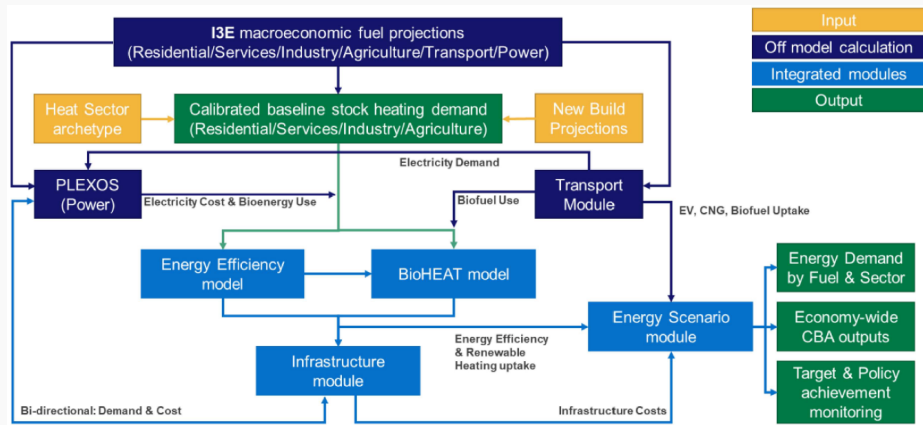 I3E macroeconomic fuel projections
(Residential/Services/Industry/Agriculture/Transport/Power)
Input
Off model calculation
Integrated modules
Output
Heat Sector
archetype
Calibrated baseline stock heating demand
(Residential/Services/Industry/Agriculture)
New Build
Projections
Electricity Demand
PLEXOS
(Power)
Electricity Cost & Bioenergy Use
Biofuel Use
Transport
Module
EV, CNG, Biofuel Uptake
Energy Efficiency
model
BioHEAT model
Energy Demand
by Fuel & Sector
Energy Scenario
module
Economy-wide
CBA outputs
Energy Efficiency
& Renewable
Heating uptake
Infrastructure
module
Target & Policy
achievement
monitoring
Bi-directional: Demand & Cost
Infrastructure Costs